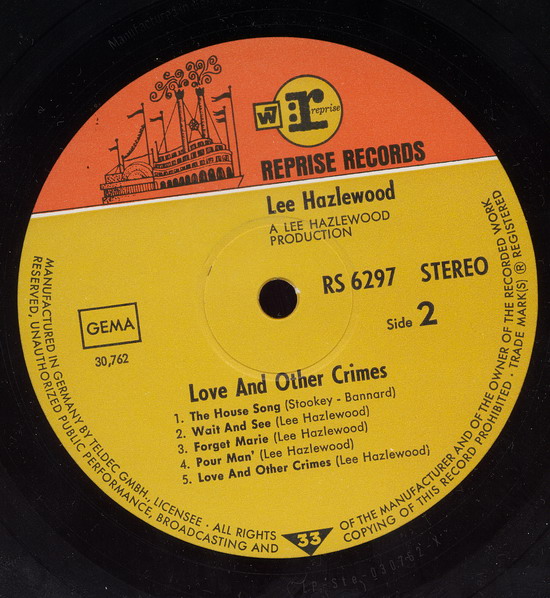 W
r
reprise
REPRISE RECORDS
Lee Hazlewood
A LEE HAZLEWOOD
PRODUCTION
RS 6297 STEREO
Side 2
GEMA
30,762
Love And Other Crimes
1. The House Song (Stookey - Bannard)
2. Wait And See (Lee Hazlewood)
3. Forget Marie (Lee Hazlewood)
4. Pour Man' (Lee Hazlewood)
5. Love And Other Crimes (Lee Hazlewood)
MANUFACTURED IN GERMANY BY TELDEC GMBH., LICENSEE · ALL RIGHTS
RESERVED, UNAUTHORIZED PUBLIC PERFORMANCE, BROADCASTING AND
33
OF THE MANUFACTURER AND OF THE OWNER OF THE RECORDED WORK
COPYING OF THIS RECORD PROHIBITED · TRADE MARK(S) ® REGISTERED